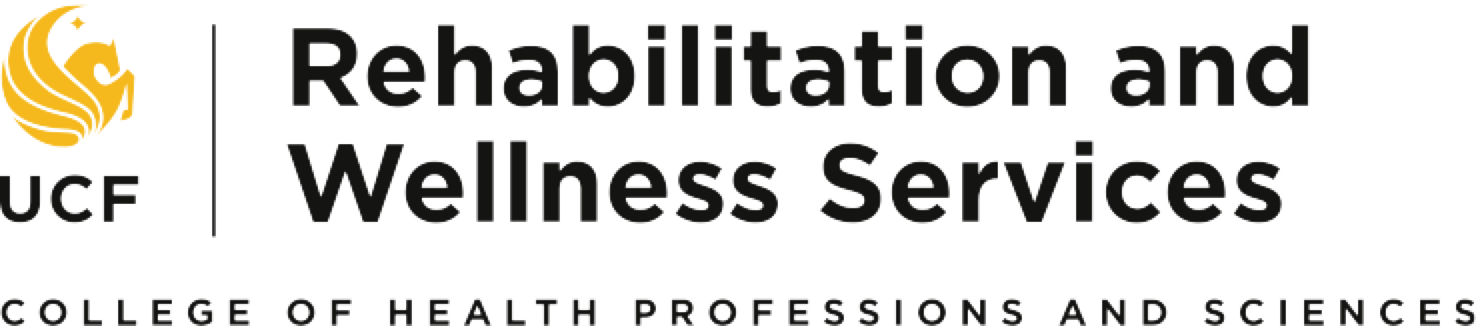 UCF
Rehabilitation and
Wellness Services
COLLEGE OF HEALTH PROFESSIONS AND SCIENCES